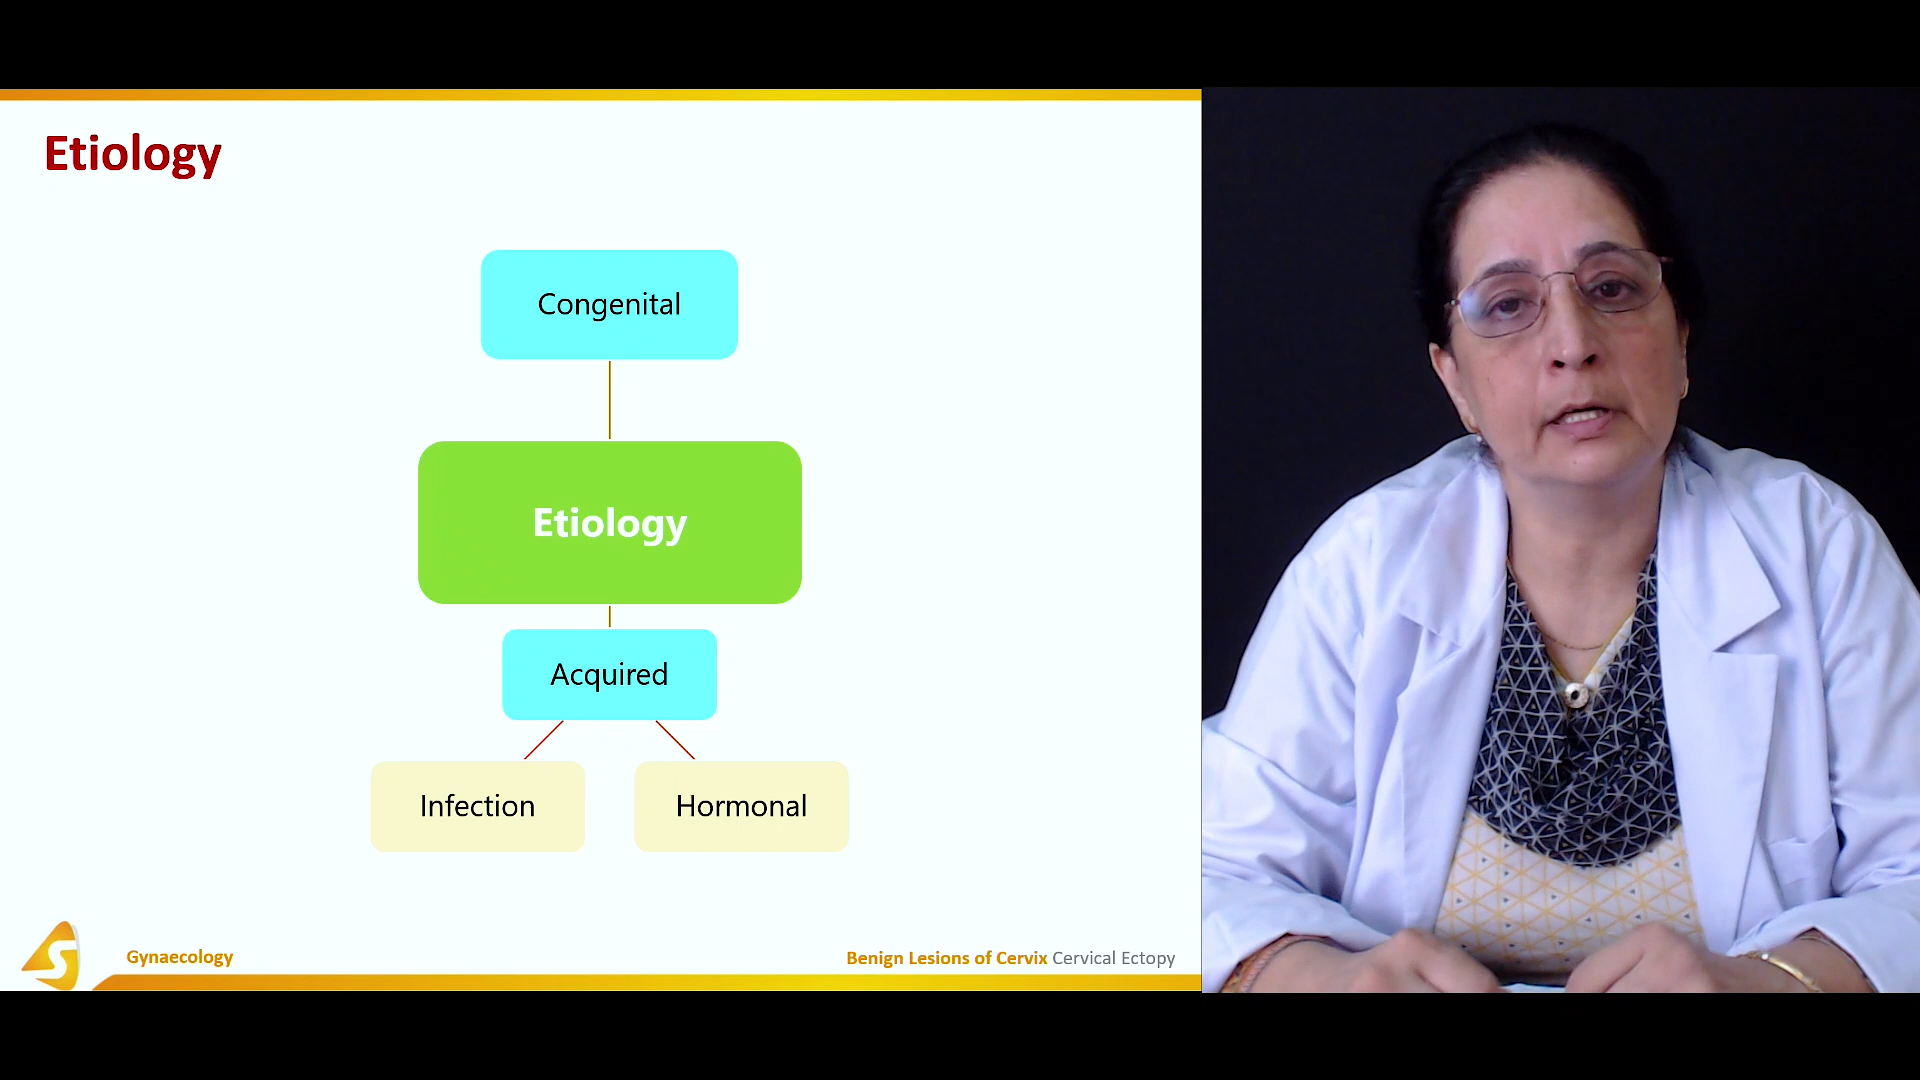 Etiology
Congenital
Etiology
Acquired
Infection
Hormonal
Gynaecology
Benign Lesions of Cervix Cervical Ectopy